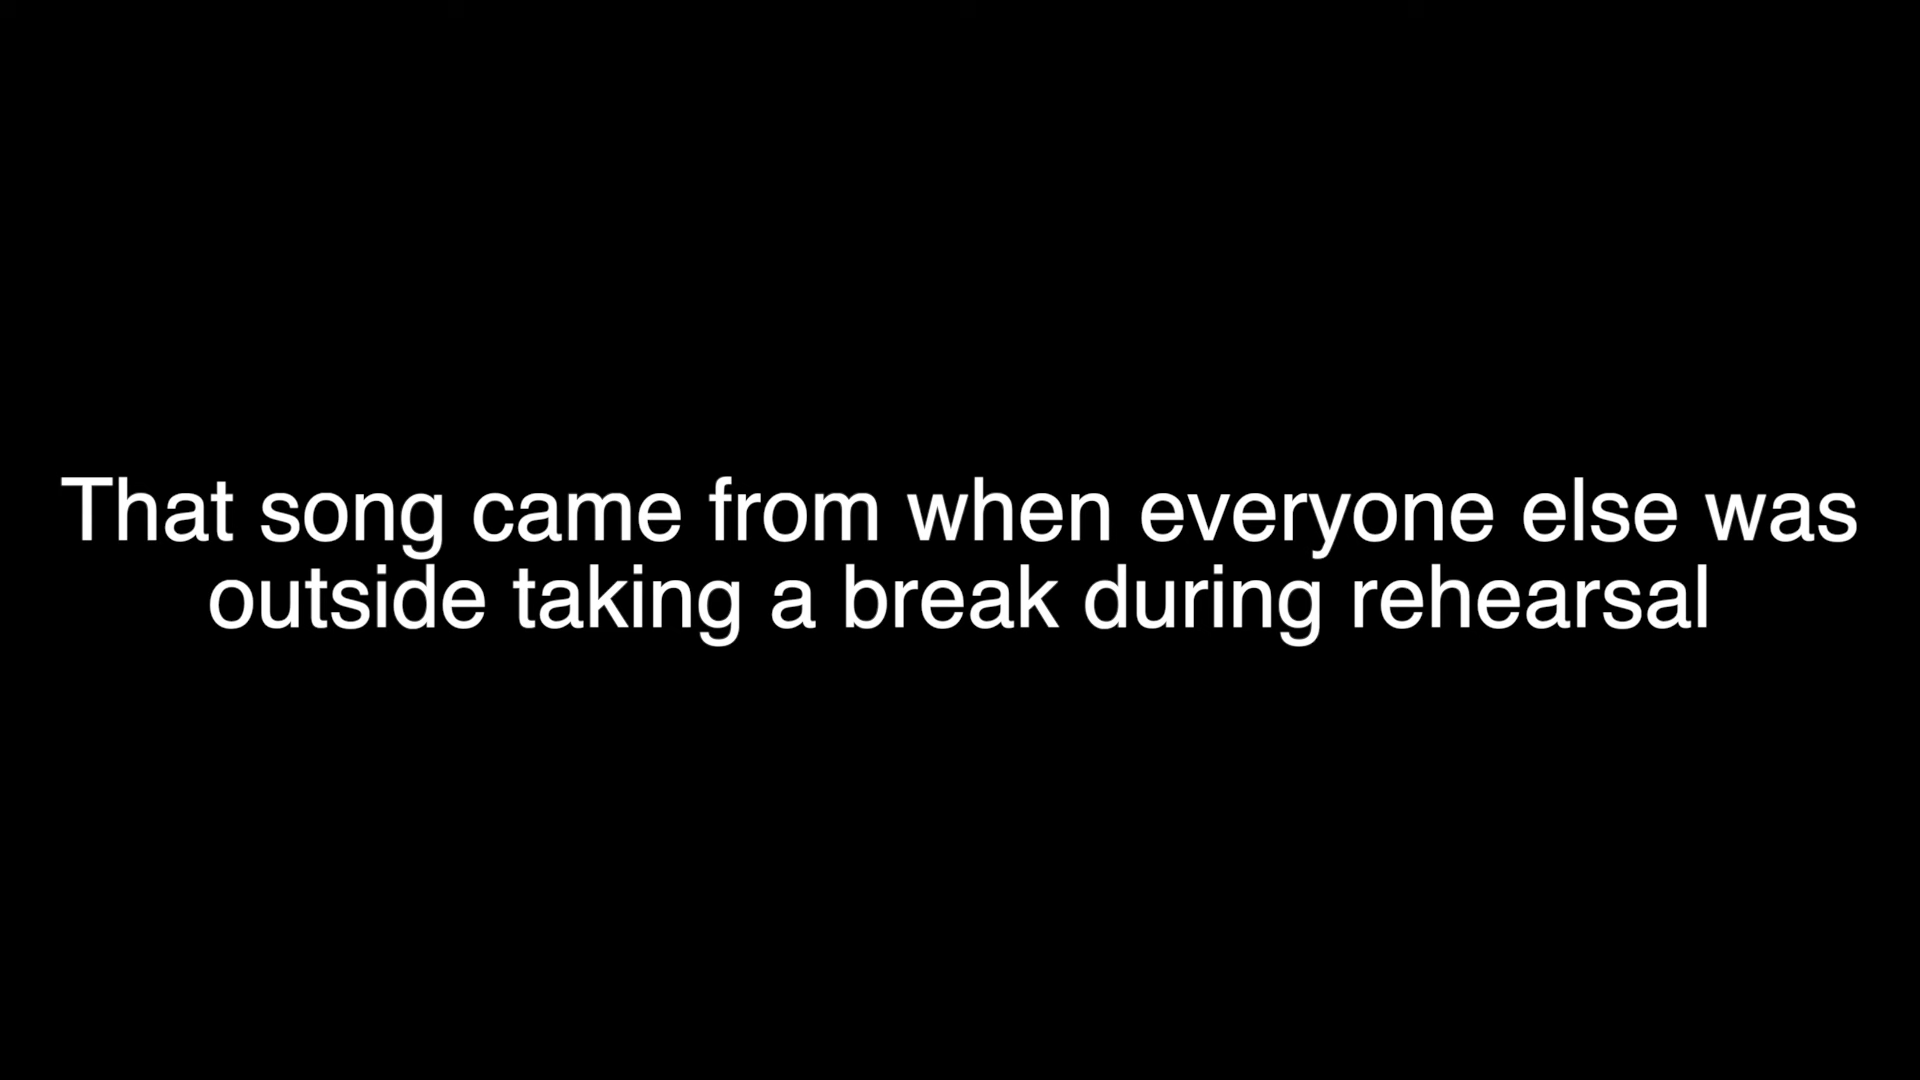 That song came from when everyone else was
outside taking a break during rehearsal